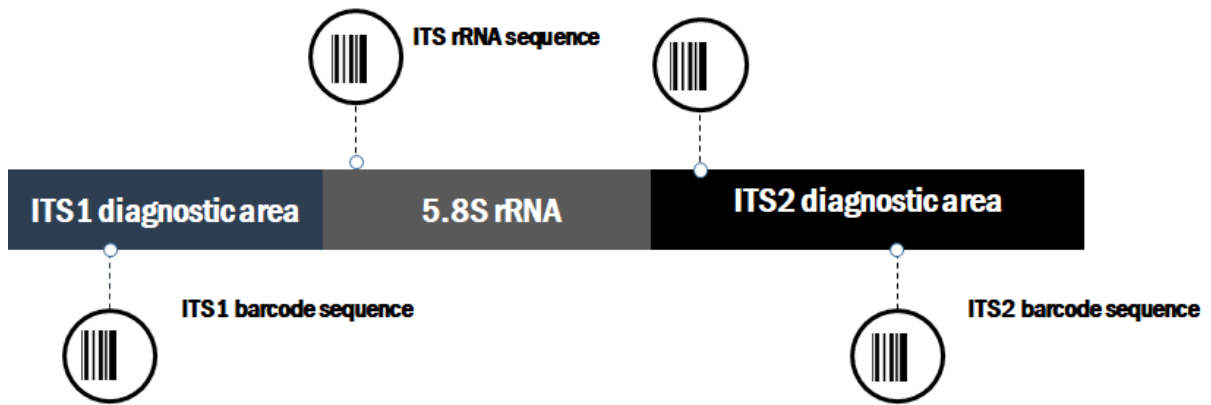 ITS rRNA sequence
ITS1 diagnostic area
5.8S rRNA
ITS2 diagnostic area
ITS1 barcode sequence
ITS2 barcode sequence